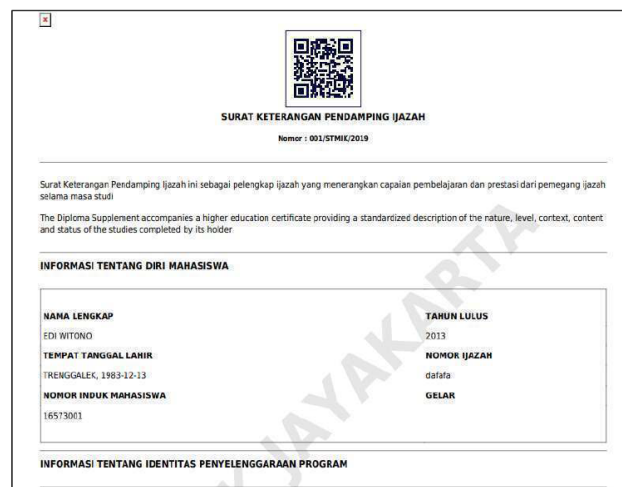 SURAT KETERANGAN PENDAMPING IJAZAH
Nomor : 001/STMIK/2019
Surat Keterangan Pendamping Ijazah ini sebagai pelengkap ijazah yang menerangkan capaian pembelajaran dan prestasi dari pemegang ijazah
selama masa studi
The Diploma Supplement accompanies a higher education certificate providing a standardized description of the nature, level, context, content
and status of the studies completed by its holder
INFORMASI TENTANG DIRI MAHASISWA
NAMA LENGKAP TAHUN LULUS
EDI WITONO 2013
TEMPAT TANGGAL LAHIR NOMOR IJAZAH
TRENGGALEK, 1983-12-13 dafafa
NOMOR INDUK MAHASISWA GELAR
16573001
K JAYAKARTA
INFORMASI TENTANG IDENTITAS PENYELENGGARAAN PROGRAM